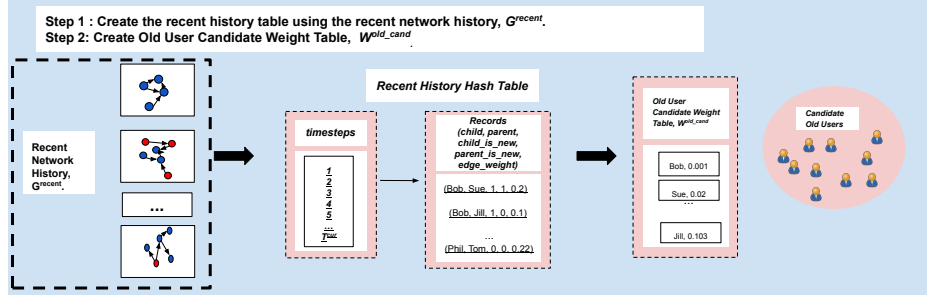 Step 1 : Create the recent history table using the recent network history, G^recent.
Step 2: Create Old User Candidate Weight Table, W^old_cand.
Recent
Network
History,
G^recent.
...
Recent History Hash Table
timesteps
1
2
3
4
5
...
T^cur
Records
(child, parent,
child_is_new,
parent_is_new,
edge_weight)
(Bob, Sue, 1, 1, 0.2)
(Bob, Jill, 1, 0, 0.1)
...
(Phil, Tom, 0, 0, 0.22)
Old User
Candidate Weight
Table, W^old_cand
Bob, 0.001
Sue, 0.02
...
Jill, 0.103
Candidate
Old Users